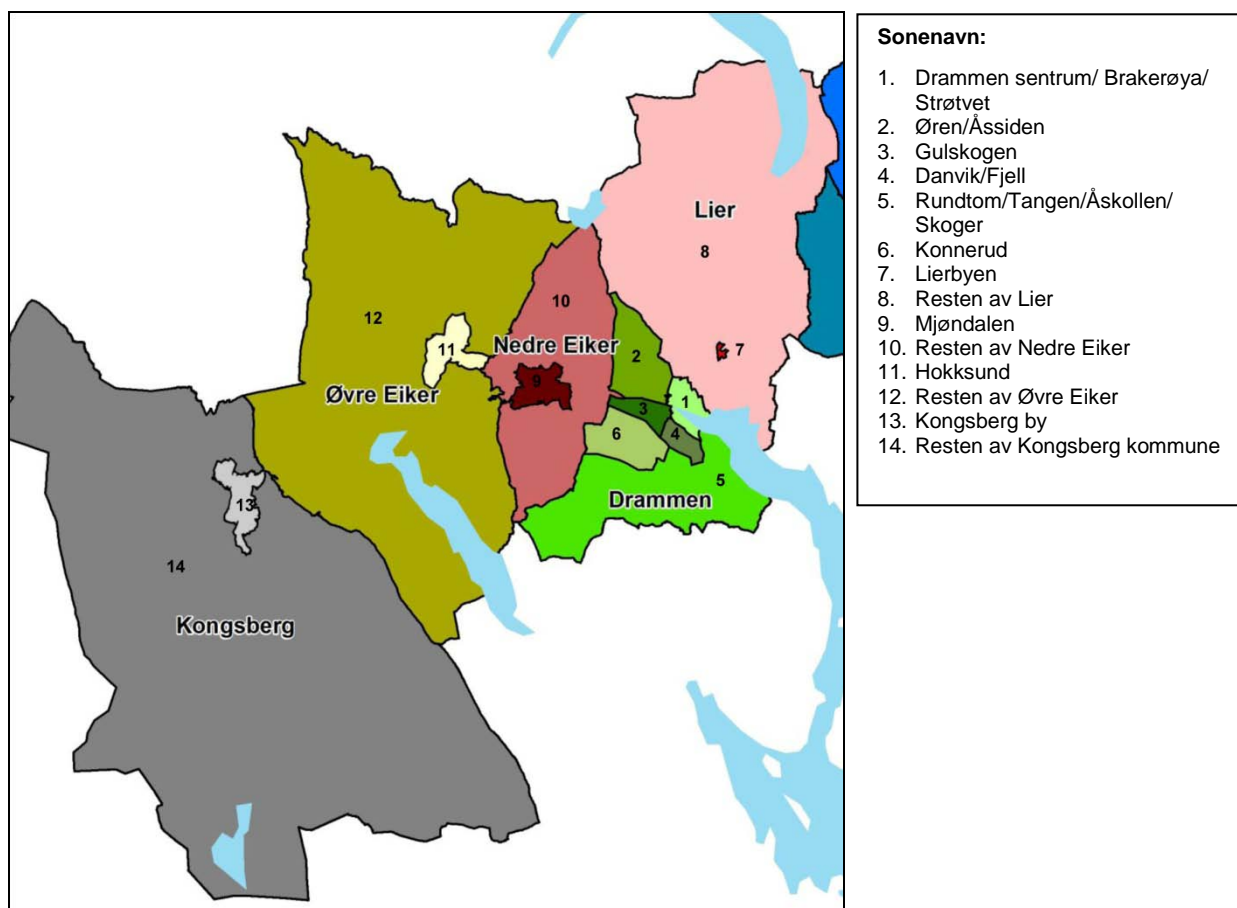 Lier
8
10
12
7
2
Nedre Eiker
11
9
Øvre Eiker
1
3
6
4
5
Drammen
13
14
Kongsberg
Sonenavn:
1. Drammen sentrum/ Brakerøya/
Strøtvet
2. Øren/Åssiden
3. Gulskogen
4. Danvik/Fjell
5. Rundtom/Tangen/Åskollen/
Skoger
6. Konnerud
7. Lierbyen
8. Resten av Lier
9. Mjøndalen
10. Resten av Nedre Eiker
11. Hokksund
12. Resten av Øvre Eiker
13. Kongsberg by
14. Resten av Kongsberg kommune